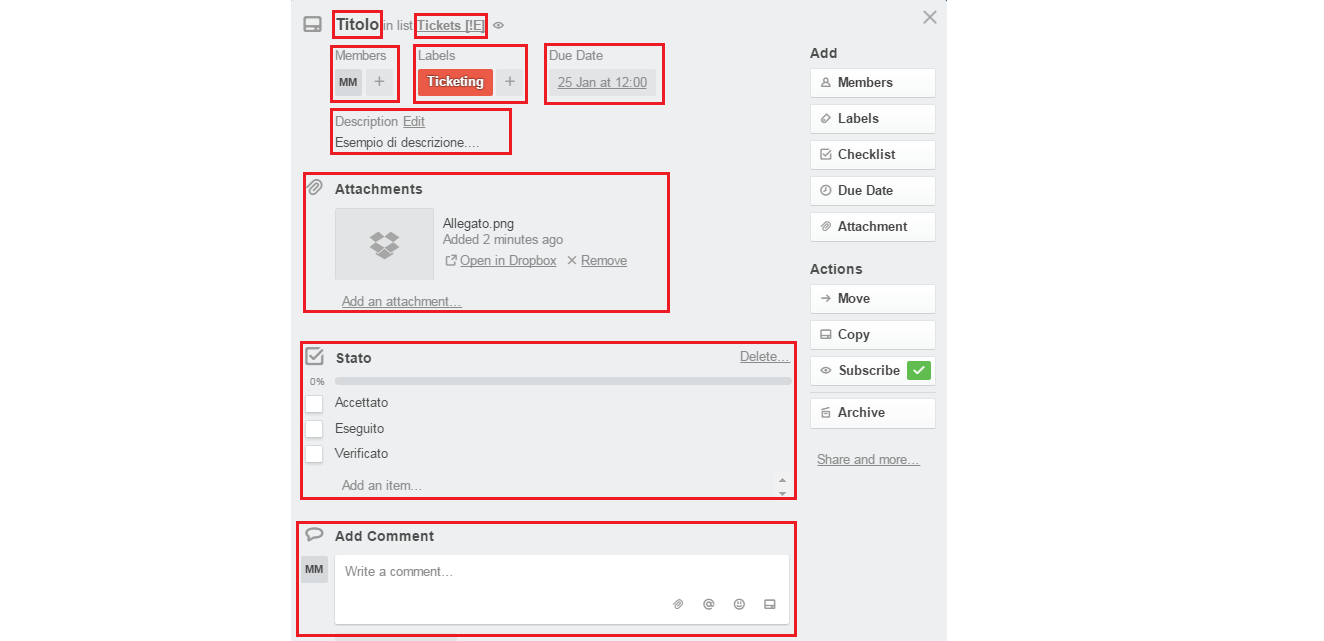 Titolo in list Tickets [!E]
Members Labels Due Date
MM + Ticketing + 25 Jan at 12:00
Description Edit
Esempio di descrizione....
Attachments
Allegato.png
Added 2 minutes ago
Open in Dropbox Remove
Add an attachment...
Stato Delete...
0%
Accettato
Eseguito
Verificato
Add an item...
Add Comment
MM
Write a comment...
Add
Members
Labels
Checklist
Due Date
Attachment
Actions
Move
Copy
Subscribe
Archive
Share and more...